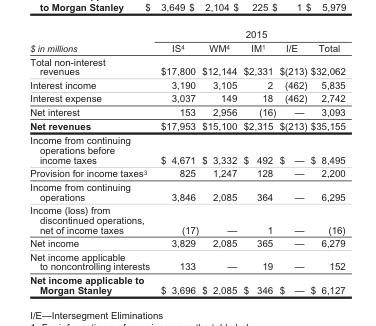 to Morgan Stanley $ 3,649 $ 2,104 $ 225 $ 1 $ 5,979
2015
$ in millions IS⁴ WM⁴ IM¹ I/E Total
Total non-interest
revenues $17,800 $12,144 $2,331 $(213) $32,062
Interest income 3,190 3,105 2 (462) 5,835
Interest expense 3,037 149 18 (462) 2,742
Net interest 153 2,956 (16) — 3,093
Net revenues $17,953 $15,100 $2,315 $(213) $35,155
Income from continuing
operations before
income taxes $ 4,671 $ 3,332 $ 492 $ — $ 8,495
Provision for income taxes³ 825 1,247 128 — 2,200
Income from continuing
operations 3,846 2,085 364 — 6,295
Income (loss) from
discontinued operations,
net of income taxes (17) — 1 — (16)
Net income 3,829 2,085 365 — 6,279
Net income applicable
to noncontrolling interests 133 — 19 — 152
Net income applicable to
Morgan Stanley $ 3,696 $ 2,085 $ 346 $ — $ 6,127
I/E—Intersegment Eliminations